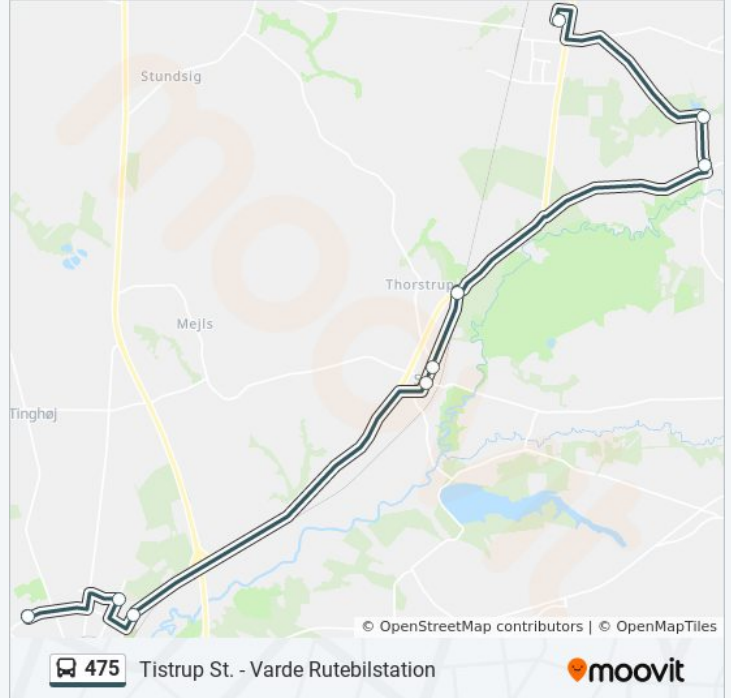 Stundsig
Thorstrup
Mejls
Tinghøj
© OpenStreetMap contributors | © OpenMapTiles
475 Tistrup St. - Varde Rutebilstation
moovit